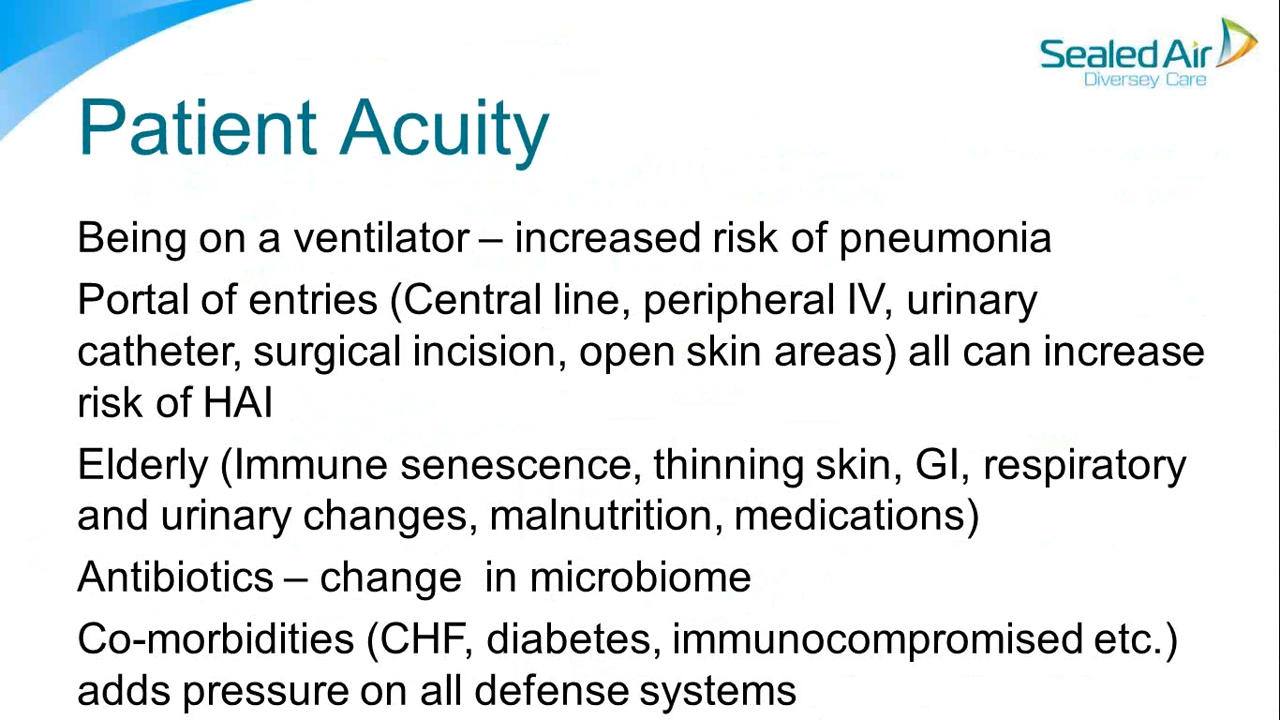 Sealed Air
Diversey Care
Patient Acuity
Being on a ventilator – increased risk of pneumonia
Portal of entries (Central line, peripheral IV, urinary
catheter, surgical incision, open skin areas) all can increase
risk of HAI
Elderly (Immune senescence, thinning skin, GI, respiratory
and urinary changes, malnutrition, medications)
Antibiotics – change  in microbiome
Co-morbidities (CHF, diabetes, immunocompromised etc.)
adds pressure on all defense systems